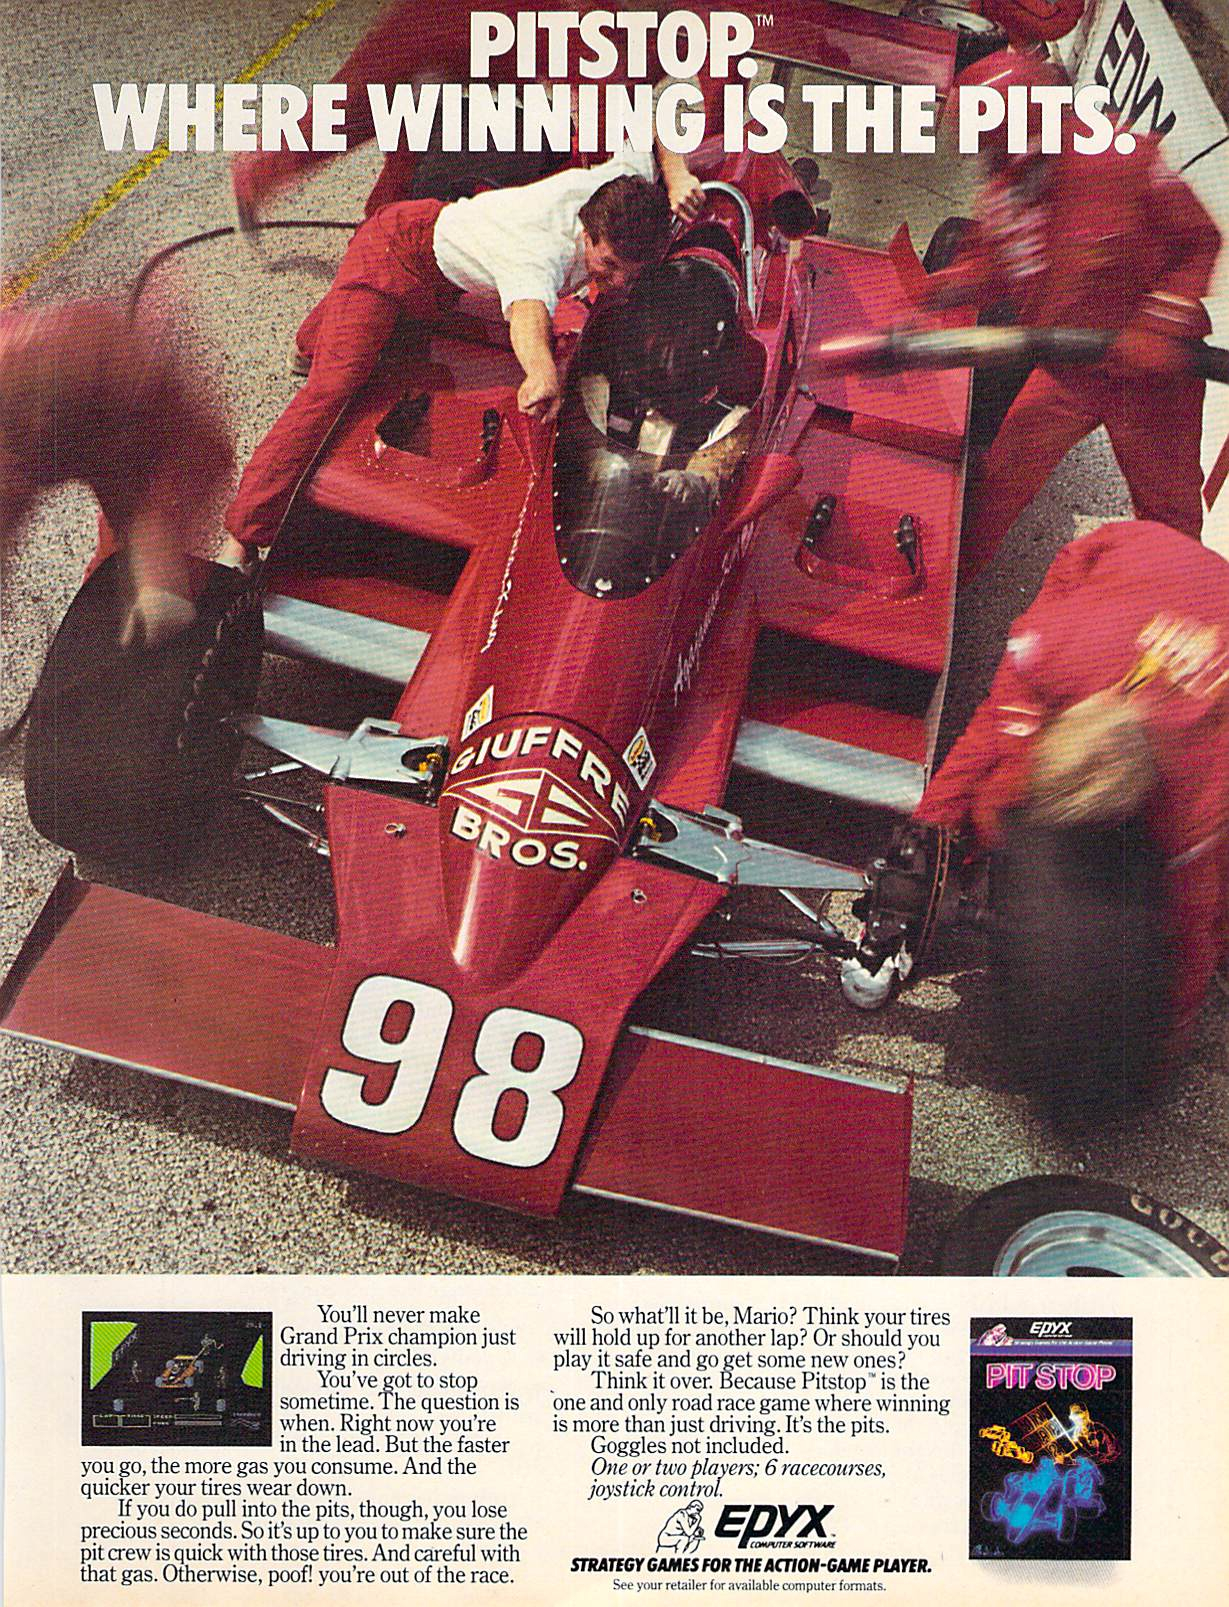 PITSTOP.™
WHERE WINNING IS THE PITS.
GIUFFRE
BROS.
98
You'll never make
Grand Prix champion just
driving in circles.
You've got to stop
sometime. The question is
when. Right now you're
in the lead. But the faster
you go, the more gas you consume. And the
quicker your tires wear down.
If you do pull into the pits, though, you lose
precious seconds. So it's up to you to make sure the
pit crew is quick with those tires. And careful with
that gas. Otherwise, poof! you're out of the race.
So what'll it be, Mario? Think your tires
will hold up for another lap? Or should you
play it safe and go get some new ones?
Think it over. Because Pitstop™ is the
one and only road race game where winning
is more than just driving. It's the pits.
Goggles not included.
One or two players; 6 racecourses,
joystick control.
EPYX
COMPUTER SOFTWARE
STRATEGY GAMES FOR THE ACTION-GAME PLAYER.
See your retailer for available computer formats.
EPYX
PIT STOP